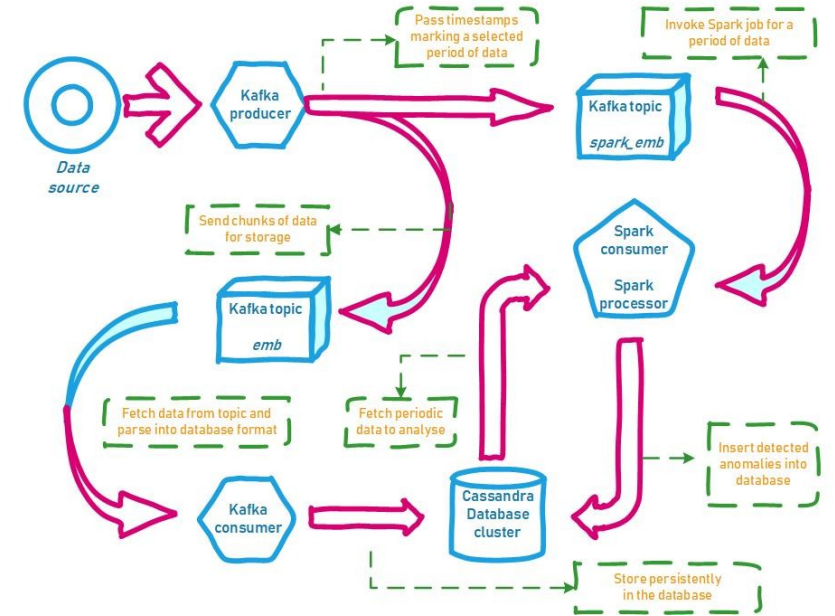 Pass timestamps
marking a selected
period of data
Invoke Spark job for a
period of data
Kafka
producer
Kafka topic
spark_emb
Data
source
Send chunks of data
for storage
Spark
consumer
Spark
processor
Kafka topic
emb
Fetch data from topic and
parse into database format
Fetch periodic
data to analyse
Insert detected
anomalies into
database
Kafka
consumer
Cassandra
Database
cluster
Store persistently
in the database